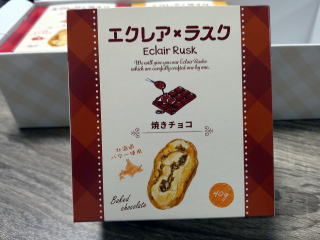 エクレア×ラスク
Eclair Rusk
We will give you our Eclair Rusks
which are carefully crafted one by one.
焼きチョコ
北海道
バター使用
Baked
chocolate
40g